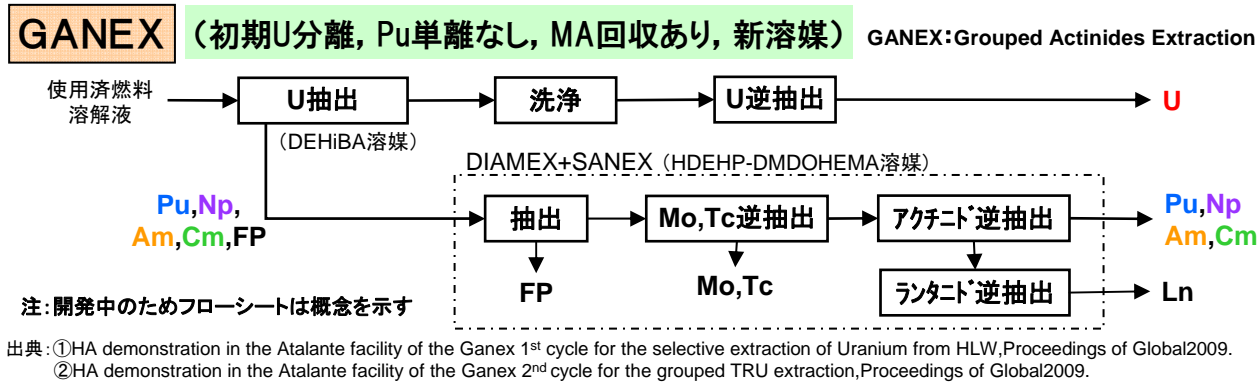 GANEX (初期U分離, Pu単離なし, MA回収あり, 新溶媒) GANEX:Grouped Actinides Extraction
使用済燃料
溶解液
U抽出
洗浄
U逆抽出
U
(DEHiBA溶媒)
DIAMEX+SANEX (HDEHP-DMDOHEMA溶媒)
Pu,Np,
Am,Cm,FP
抽出
Mo,Tc逆抽出
アクチニド逆抽出
Pu,Np
Am,Cm
FP
Mo,Tc
ランタニド逆抽出
Ln
注:開発中のためフローシートは概念を示す
出典:①HA demonstration in the Atalante facility of the Ganex 1st cycle for the selective extraction of Uranium from HLW,Proceedings of Global2009.
②HA demonstration in the Atalante facility of the Ganex 2nd cycle for the grouped TRU extraction,Proceedings of Global2009.